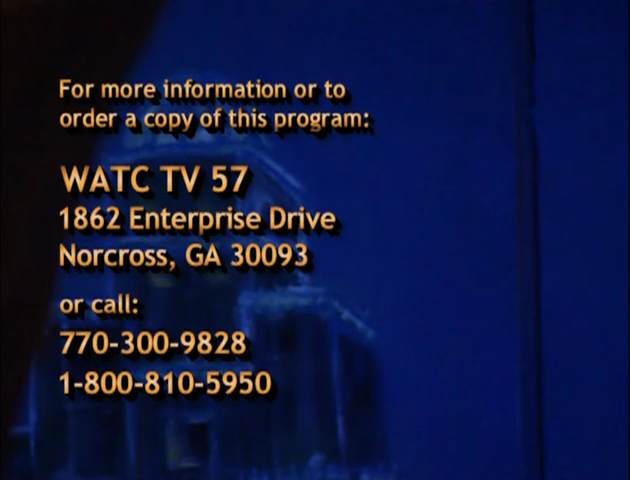 For more information or to
order a copy of this program:
WATC TV 57
1862 Enterprise Drive
Norcross, GA 30093
or call:
770-300-9828
1-800-810-5950